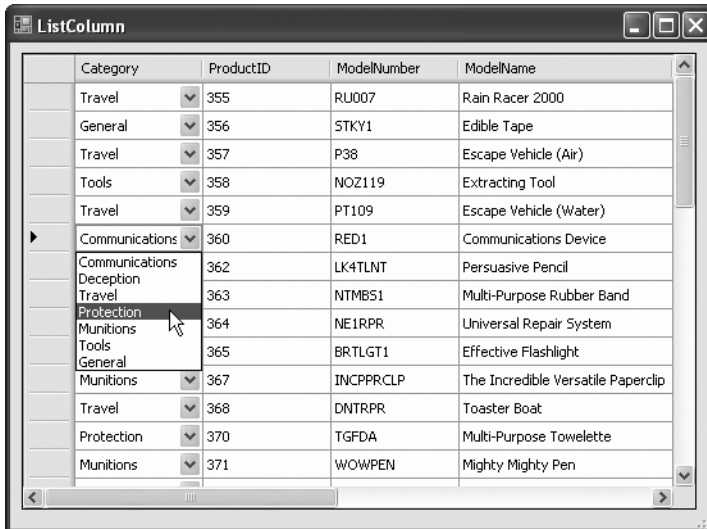 ListColumn
Category ProductID ModelNumber ModelName
Travel 355 RU007 Rain Racer 2000
General 356 STKY1 Edible Tape
Travel 357 P38 Escape Vehicle (Air)
Tools 358 NOZ119 Extracting Tool
Travel 359 PT109 Escape Vehicle (Water)
Communications 360 RED1 Communications Device
Communications
Deception
Travel
Protection
Munitions
Tools
General
362 LK4TLNT Persuasive Pencil
363 NTMBS1 Multi-Purpose Rubber Band
364 NE1RPR Universal Repair System
365 BRTLGT1 Effective Flashlight
Munitions 367 INCPPRCLP The Incredible Versatile Paperclip
Travel 368 DNTRPR Toaster Boat
Protection 370 TGFDA Multi-Purpose Towelette
Munitions 371 WOWPEN Mighty Mighty Pen